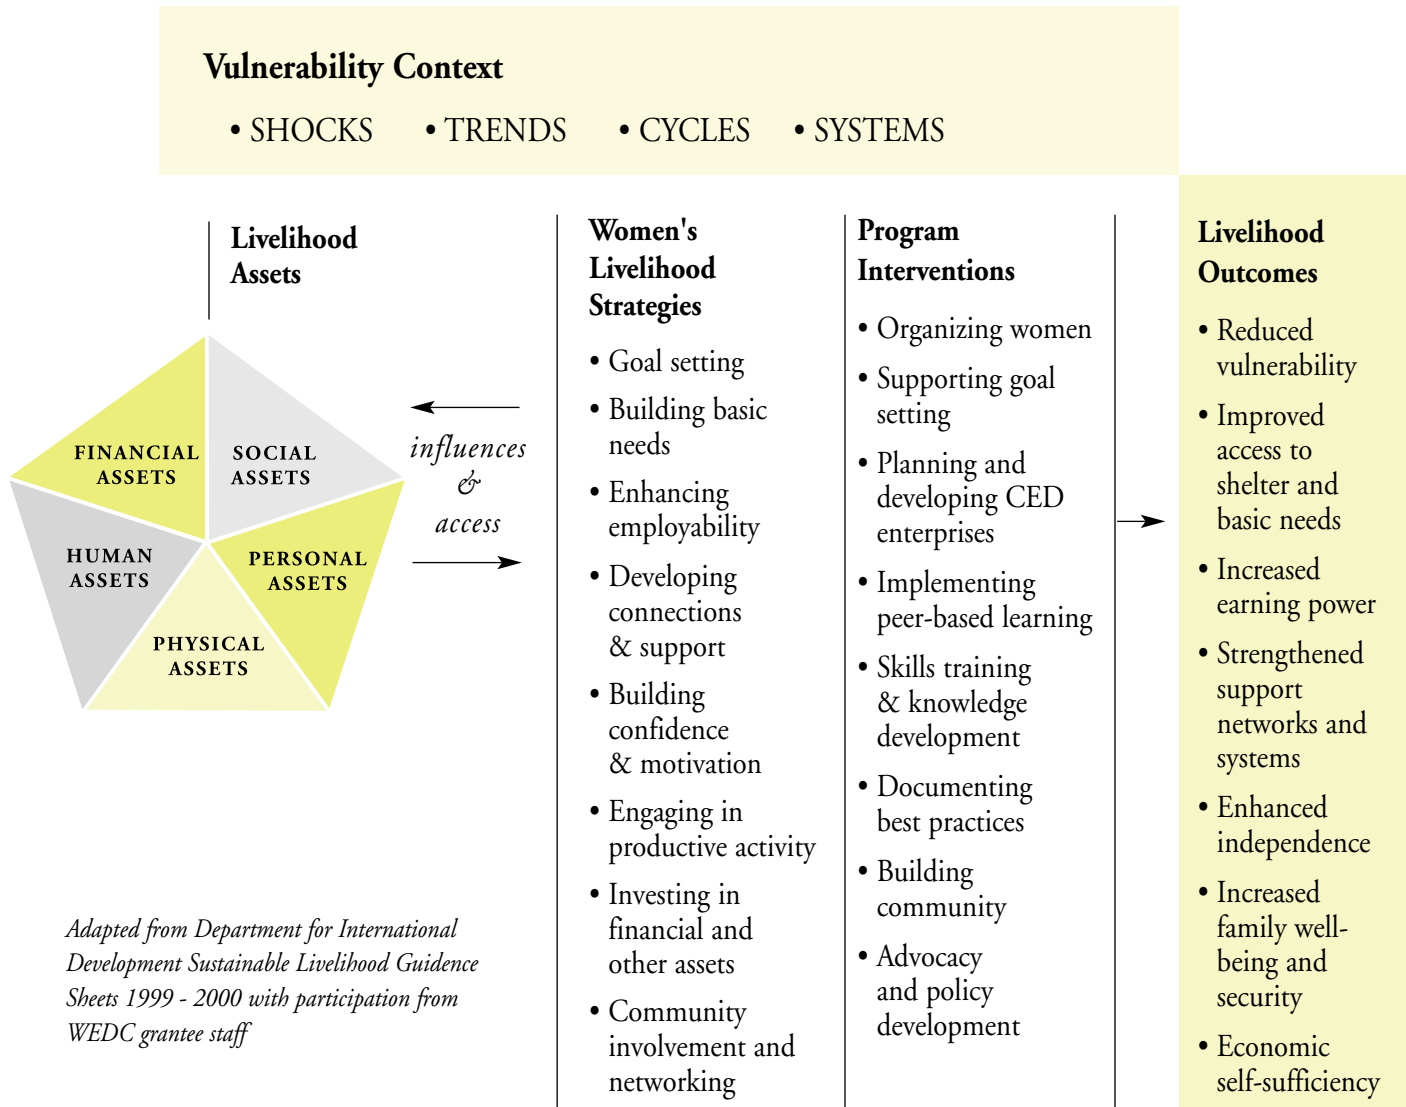 Vulnerability Context
• SHOCKS • TRENDS • CYCLES • SYSTEMS
Livelihood
Assets
FINANCIAL
ASSETS
SOCIAL
ASSETS
HUMAN
ASSETS
PERSONAL
ASSETS
PHYSICAL
ASSETS
influences
&
access
Adapted from Department for International
Development Sustainable Livelihood Guidence
Sheets 1999 - 2000 with participation from
WEDC grantee staff
Women's
Livelihood
Strategies
• Goal setting
• Building basic
needs
• Enhancing
employability
• Developing
connections
& support
• Building
confidence
& motivation
• Engaging in
productive activity
• Investing in
financial and
other assets
• Community
involvement and
networking
Program
Interventions
• Organizing women
• Supporting goal
setting
• Planning and
developing CED
enterprises
• Implementing
peer-based learning
• Skills training
& knowledge
development
• Documenting
best practices
• Building
community
• Advocacy
and policy
development
Livelihood
Outcomes
• Reduced
vulnerability
• Improved
access to
shelter and
basic needs
• Increased
earning power
• Strengthened
support
networks and
systems
• Enhanced
independence
• Increased
family well-
being and
security
• Economic
self-sufficiency